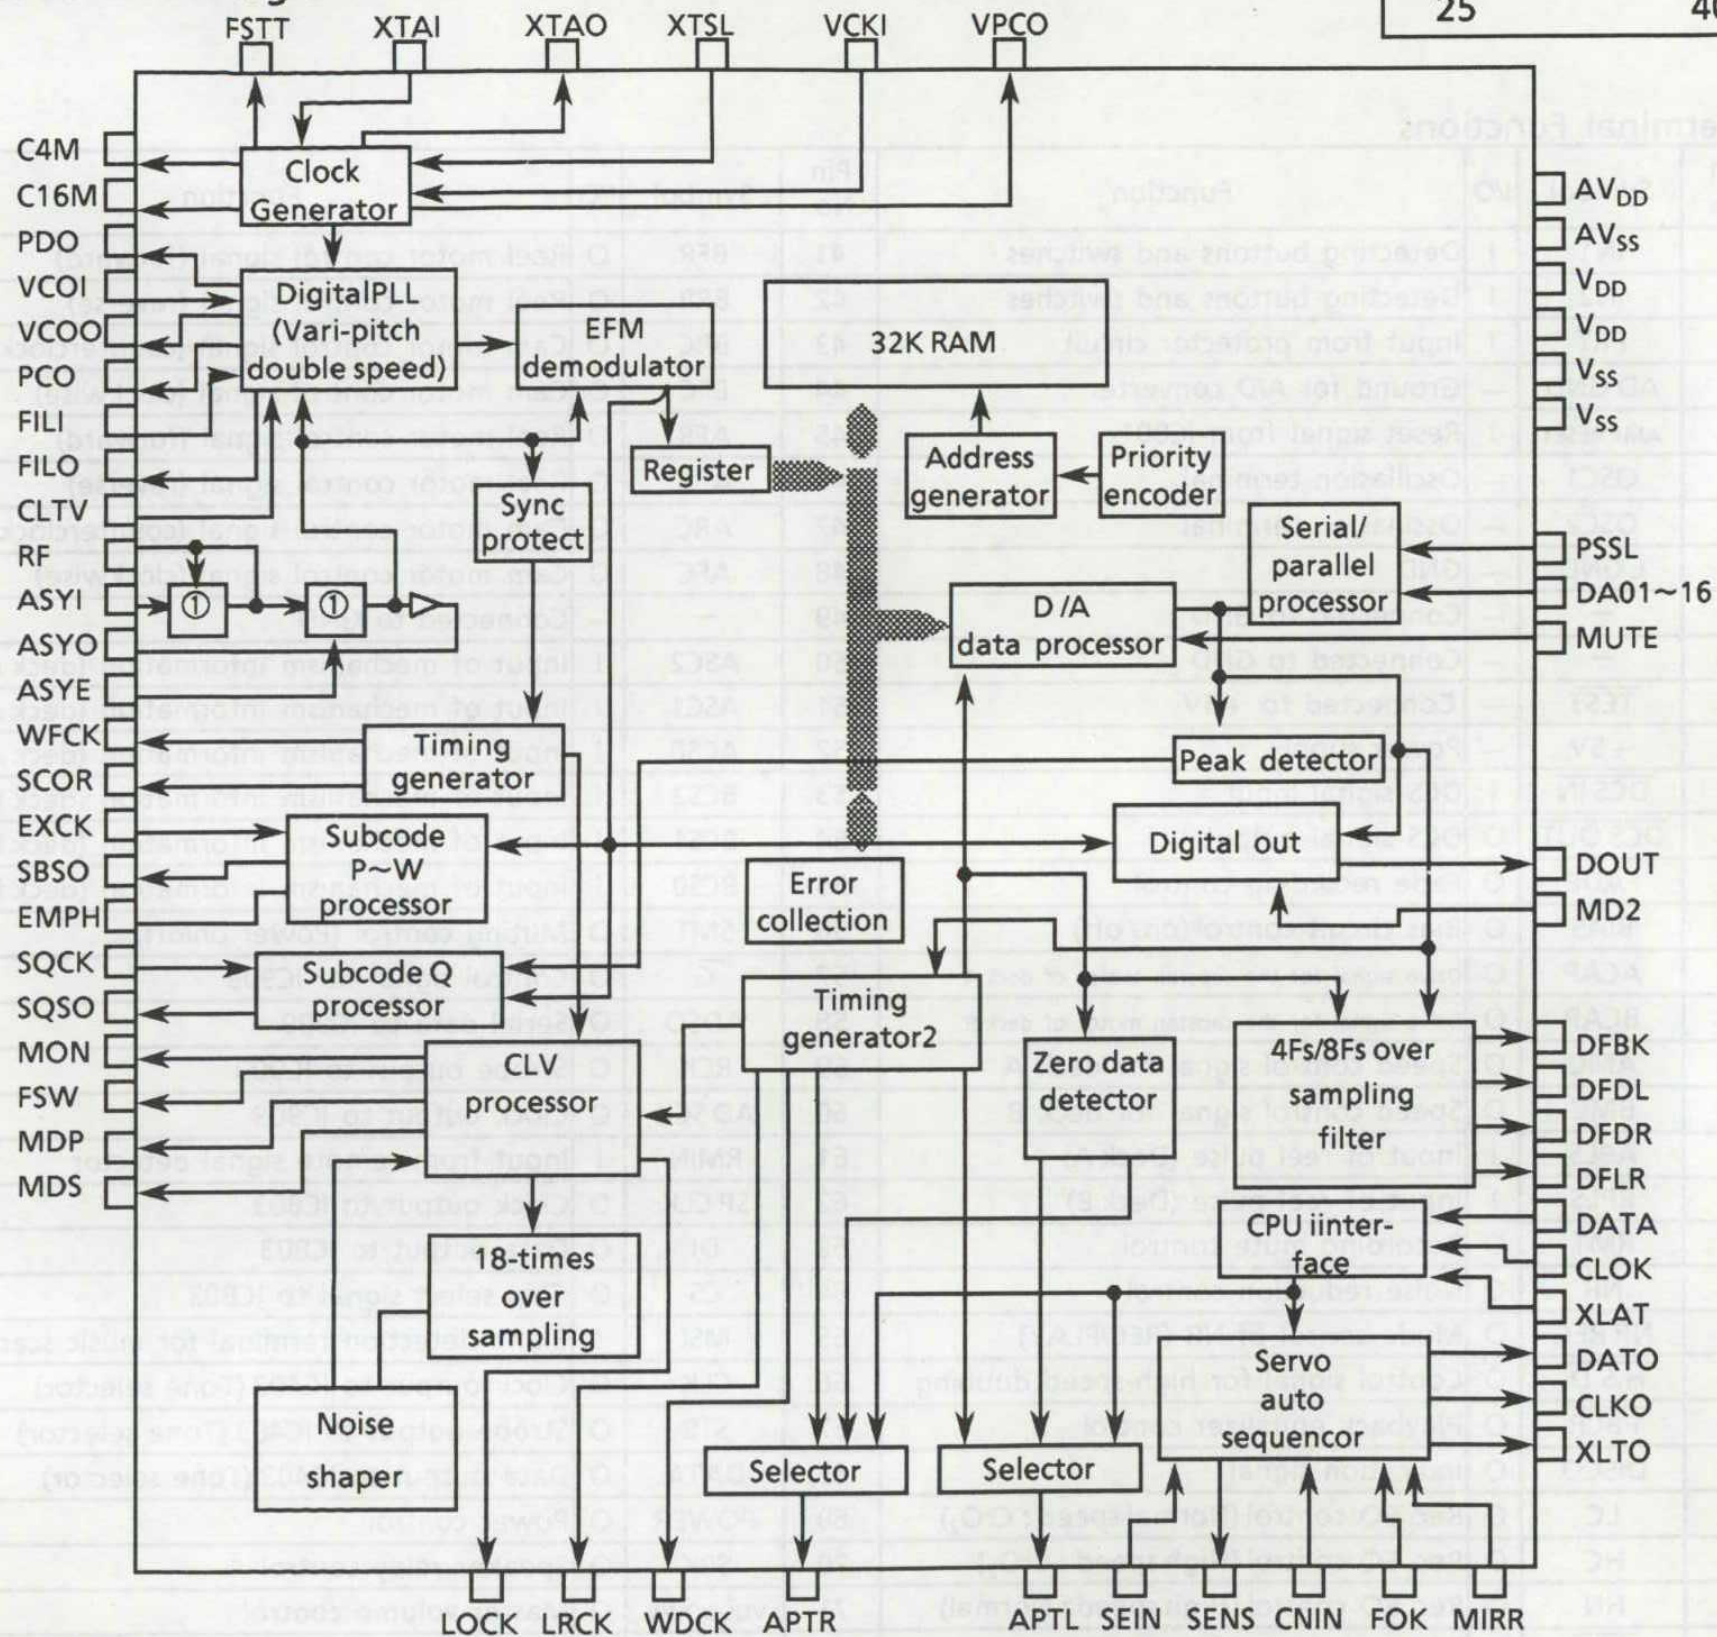 25
FSTT XTAI XTAO XTSL VCKI VPCO
C4M
C16M
PDO
VCOI
VCOO
PCO
FILI
FILO
CLTV
RF
ASYI
ASYO
ASYE
WFCK
SCOR
EXCK
SBSO
EMPH
SQCK
SQSO
MON
FSW
MDP
MDS
Clock
Generator
DigitalPLL
(Vari-pitch
double speed)
EFM
demodulator
32K RAM
Register
Address
generator
Priority
encoder
Sync
protect
Serial/
parallel
processor
D/A
data processor
①
①
Timing
generator
Peak detector
Subcode
P~W
processor
Digital out
Error
collection
Subcode Q
processor
Timing
generator2
CLV
processor
Zero data
detector
4Fs/8Fs over
sampling
filter
CPU iinter-
face
18-times
over
sampling
Servo
auto
sequencor
Noise
shaper
Selector
Selector
AVDD
AVSS
VDD
VDD
VSS
VSS
PSSL
DA01~16
MUTE
DOUT
MD2
DFBK
DFDL
DFDR
DFLR
DATA
CLOK
XLAT
DATO
CLKO
XLTO
LOCK LRCK WDCK APTR APTL SEIN SENS CNIN FOK MIRR